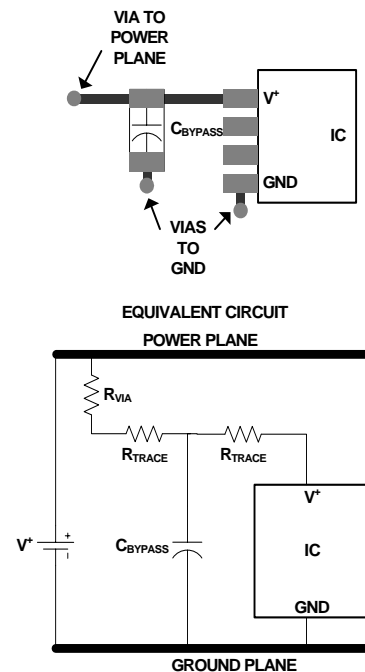 VIA TO
POWER
PLANE
V+
CBYPASS
IC
GND
VIAS
TO
GND
EQUIVALENT CIRCUIT
POWER PLANE
RVIA
RTRACE
RTRACE
V+
V+
+
–
CBYPASS
IC
GND
GROUND PLANE